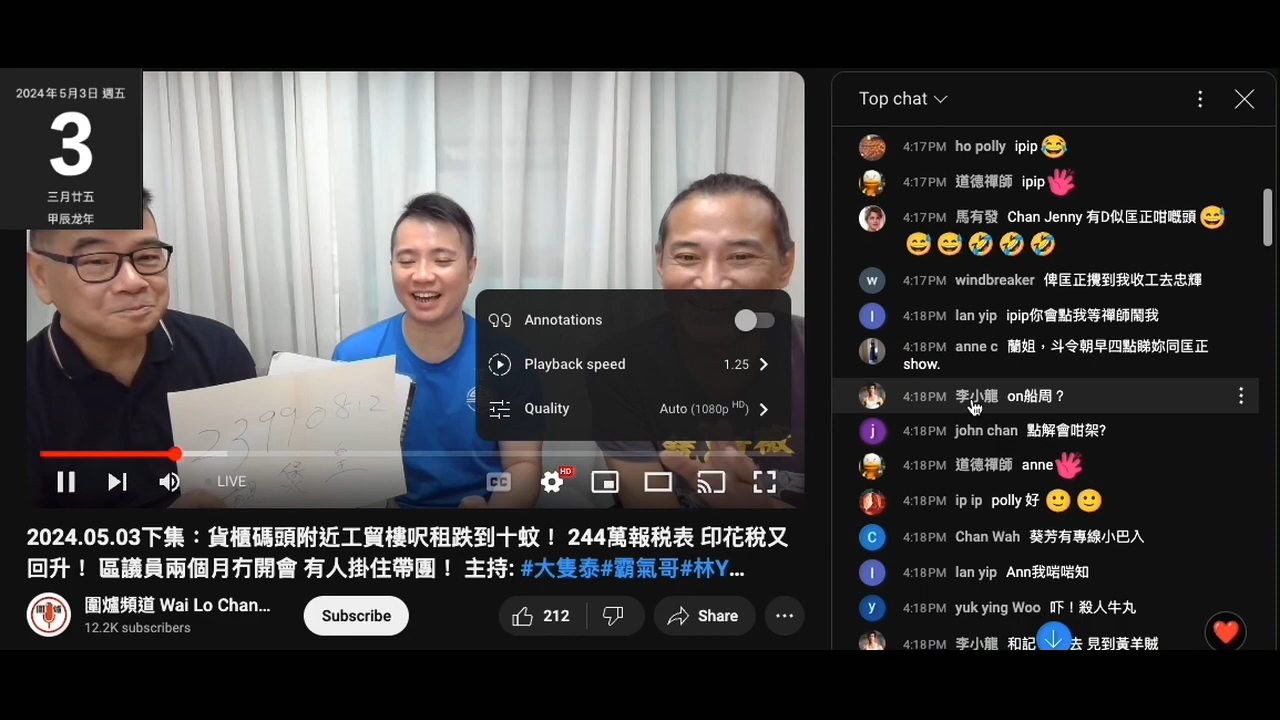 2024年5月3日 週五
3
三月廿五
甲辰龙年
23990812
煲皇
Annotations
Playback speed
1.25
Quality
Auto (1080p HD)
LIVE
CC
HD
2024.05.03下集：貨櫃碼頭附近工貿樓呎租跌到十蚊！ 244萬報税表 印花稅又
回升！ 區議員兩個月冇開會 有人掛住帶團！ 主持: #大隻泰#霸氣哥#林Y...
圍爐頻道 Wai Lo Chan...
12.2K subscribers
Subscribe
212
Share
Top chat
4:17PM ho polly ipip 😂
4:17PM 道德禪師 ipip
4:17PM 馬有發 Chan Jenny 有D似匡正咁嘅頭 😅
😅 😅 🤣 🤣 🤣
w
4:17PM windbreaker 俾匡正攪到我收工去忠輝
l
4:18PM lan yip ipip你會點我等禪師鬧我
4:18PM anne c 蘭姐，斗令朝早四點睇妳同匡正
show.
4:18PM 李小龍 on船周？
j
4:18PM john chan 點解會咁架?
4:18PM 道德禪師 anne
4:18PM ip ip polly 好 🙂 🙂
C
4:18PM Chan Wah 葵芳有專線小巴入
l
4:18PM lan yip Ann我啱啱知
y
4:18PM yuk ying Woo 吓！殺人牛丸
4:18PM 李小龍 和記 去 見到黃羊賊